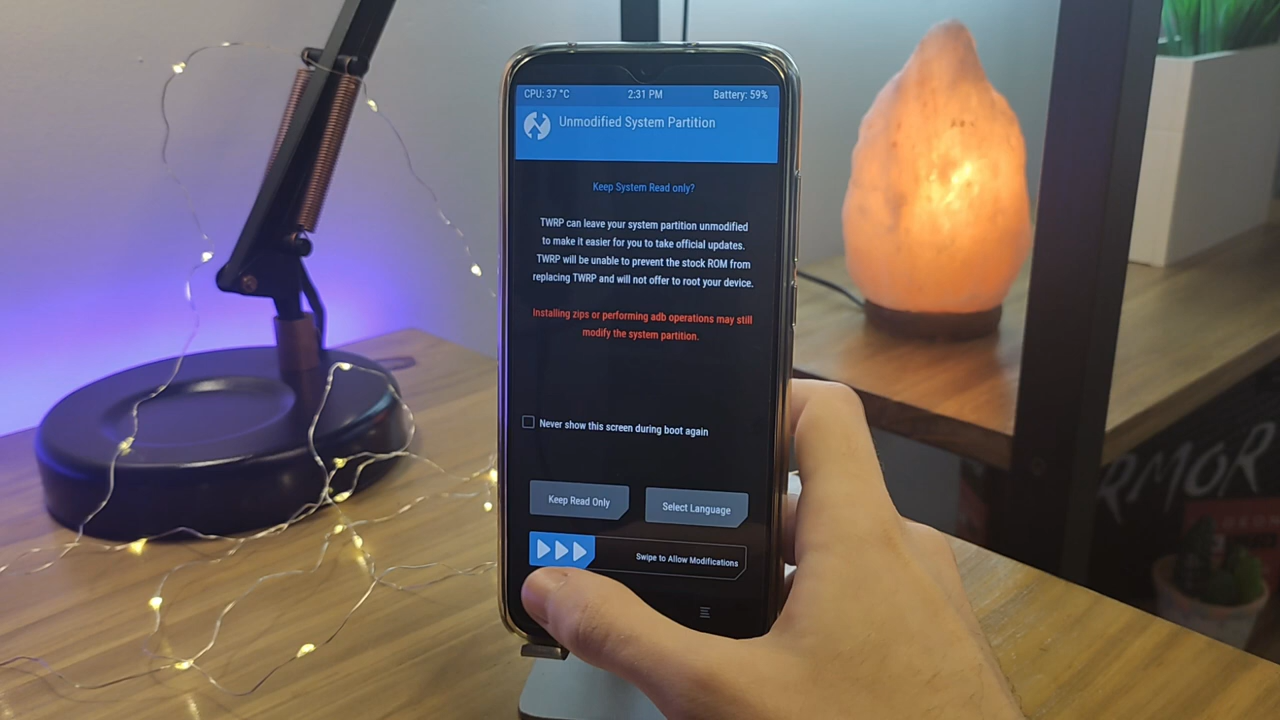 CPU: 37 °C 2:31 PM Battery: 59%
Unmodified System Partition
Keep System Read only?
TWRP can leave your system partition unmodified
to make it easier for you to take official updates.
TWRP will be unable to prevent the stock ROM from
replacing TWRP and will not offer to root your device.
Installing zips or performing adb operations may still
modify the system partition.
Never show this screen during boot again
Keep Read Only Select Language
Swipe to Allow Modifications
RMOR